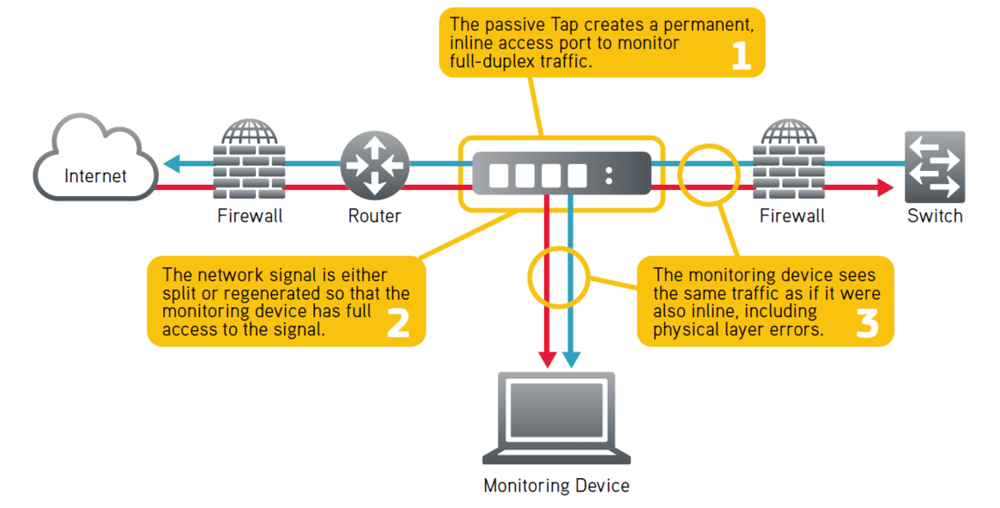 The passive Tap creates a permanent,
inline access port to monitor
full-duplex traffic.
1
Internet
Firewall
Router
Firewall
Switch
The network signal is either
split or regenerated so that the
monitoring device has full
access to the signal.
2
The monitoring device sees
the same traffic as if it were
also inline, including
physical layer errors.
3
Monitoring Device